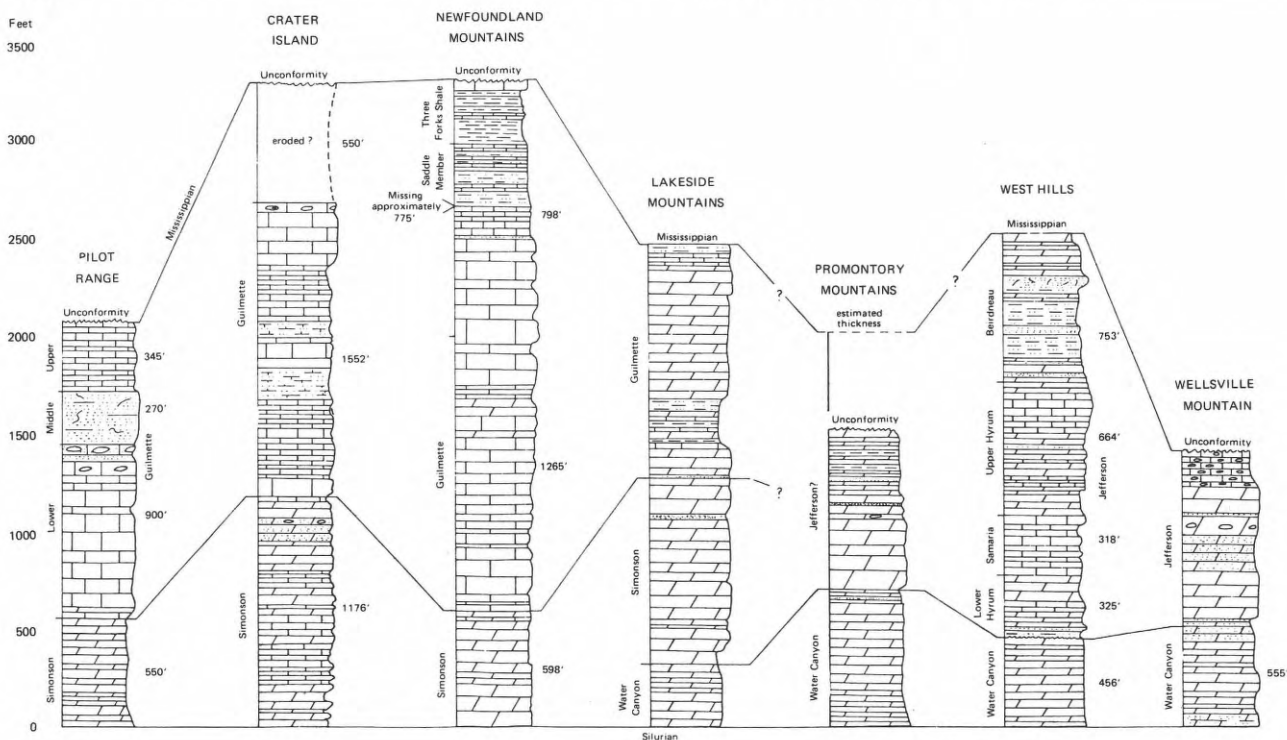 Feet
3500
3000
2500
2000
1500
1000
500
0
PILOT
RANGE
Unconformity
Upper
Middle
Lower
Guilmette
Simonson
345'
270'
900'
550'
Mississippian
CRATER
ISLAND
Unconformity
eroded ?
550'
Guilmette
1552'
Simonson
1176'
NEWFOUNDLAND
MOUNTAINS
Unconformity
Three
Forks Shale
Saddle
Member
Missing
approximately
775'
798'
Guilmette
1265'
Simonson
598'
LAKESIDE
MOUNTAINS
Mississippian
Guilmette
Simonson
Water
Canyon
Silurian
?
?
PROMONTORY
MOUNTAINS
estimated
thickness
Unconformity
Jefferson?
Water Canyon
?
WEST HILLS
Mississippian
Beirdneau
753'
Upper Hyrum
664'
Jefferson
Samaria
318'
Lower
Hyrum
325'
Water Canyon
456'
WELLSVILLE
MOUNTAIN
Unconformity
Jefferson
Water Canyon
555'